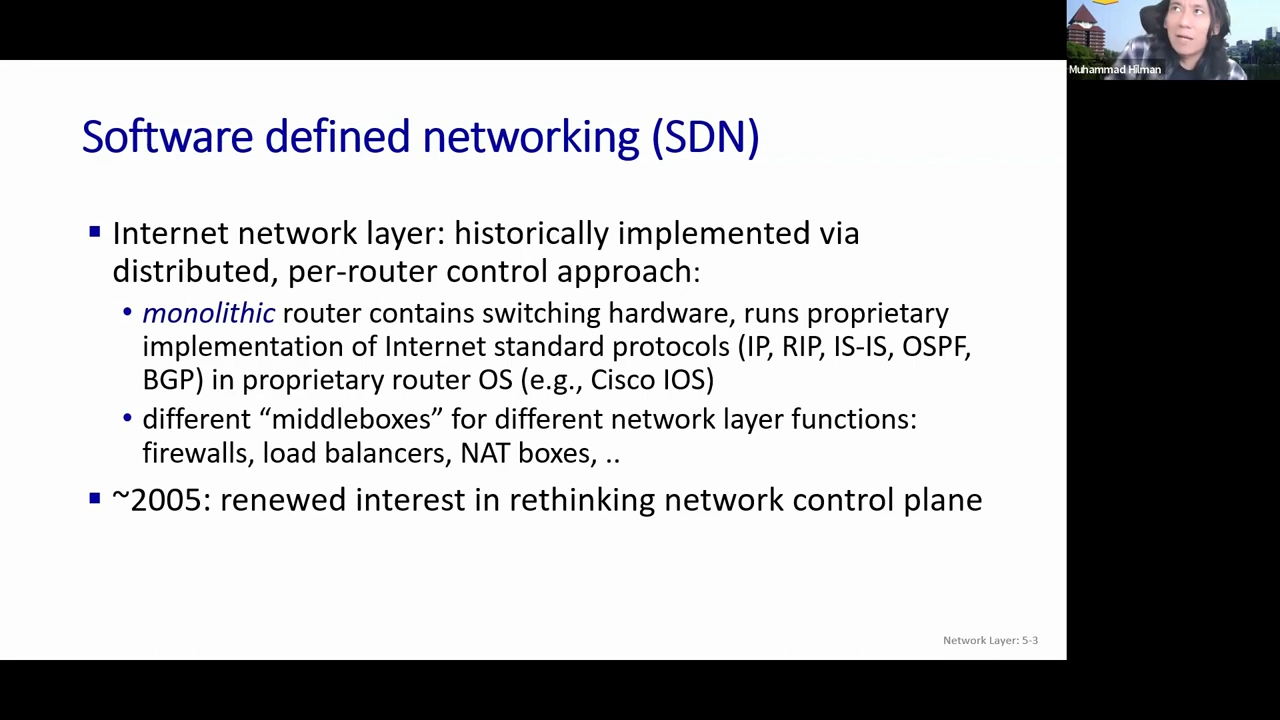 Muhammad Hilman
Software defined networking (SDN)
▪ Internet network layer: historically implemented via
distributed, per-router control approach:
• monolithic router contains switching hardware, runs proprietary
implementation of Internet standard protocols (IP, RIP, IS-IS, OSPF,
BGP) in proprietary router OS (e.g., Cisco IOS)
• different “middleboxes” for different network layer functions:
firewalls, load balancers, NAT boxes, ..
▪ ~2005: renewed interest in rethinking network control plane
Network Layer: 5-3